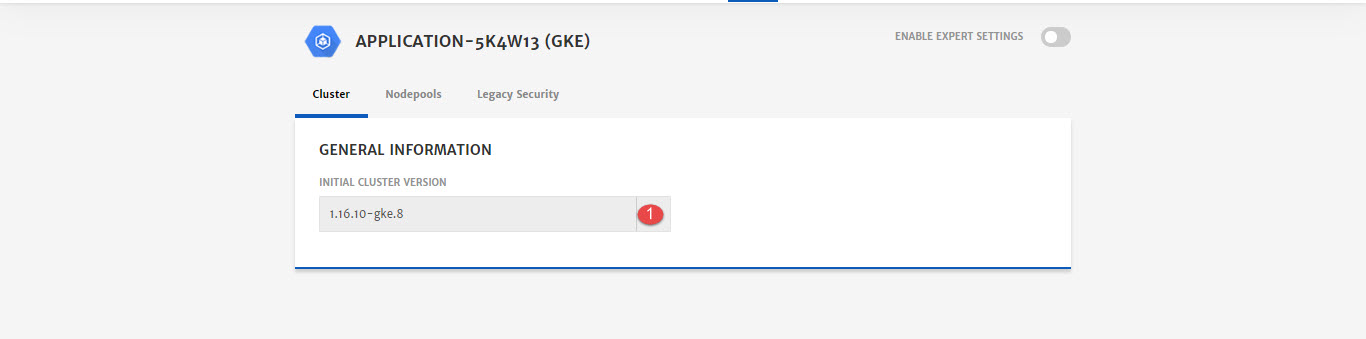 APPLICATION-5K4W13 (GKE)
ENABLE EXPERT SETTINGS
Cluster Nodepools Legacy Security
GENERAL INFORMATION
INITIAL CLUSTER VERSION
1.16.10-gke.8
1